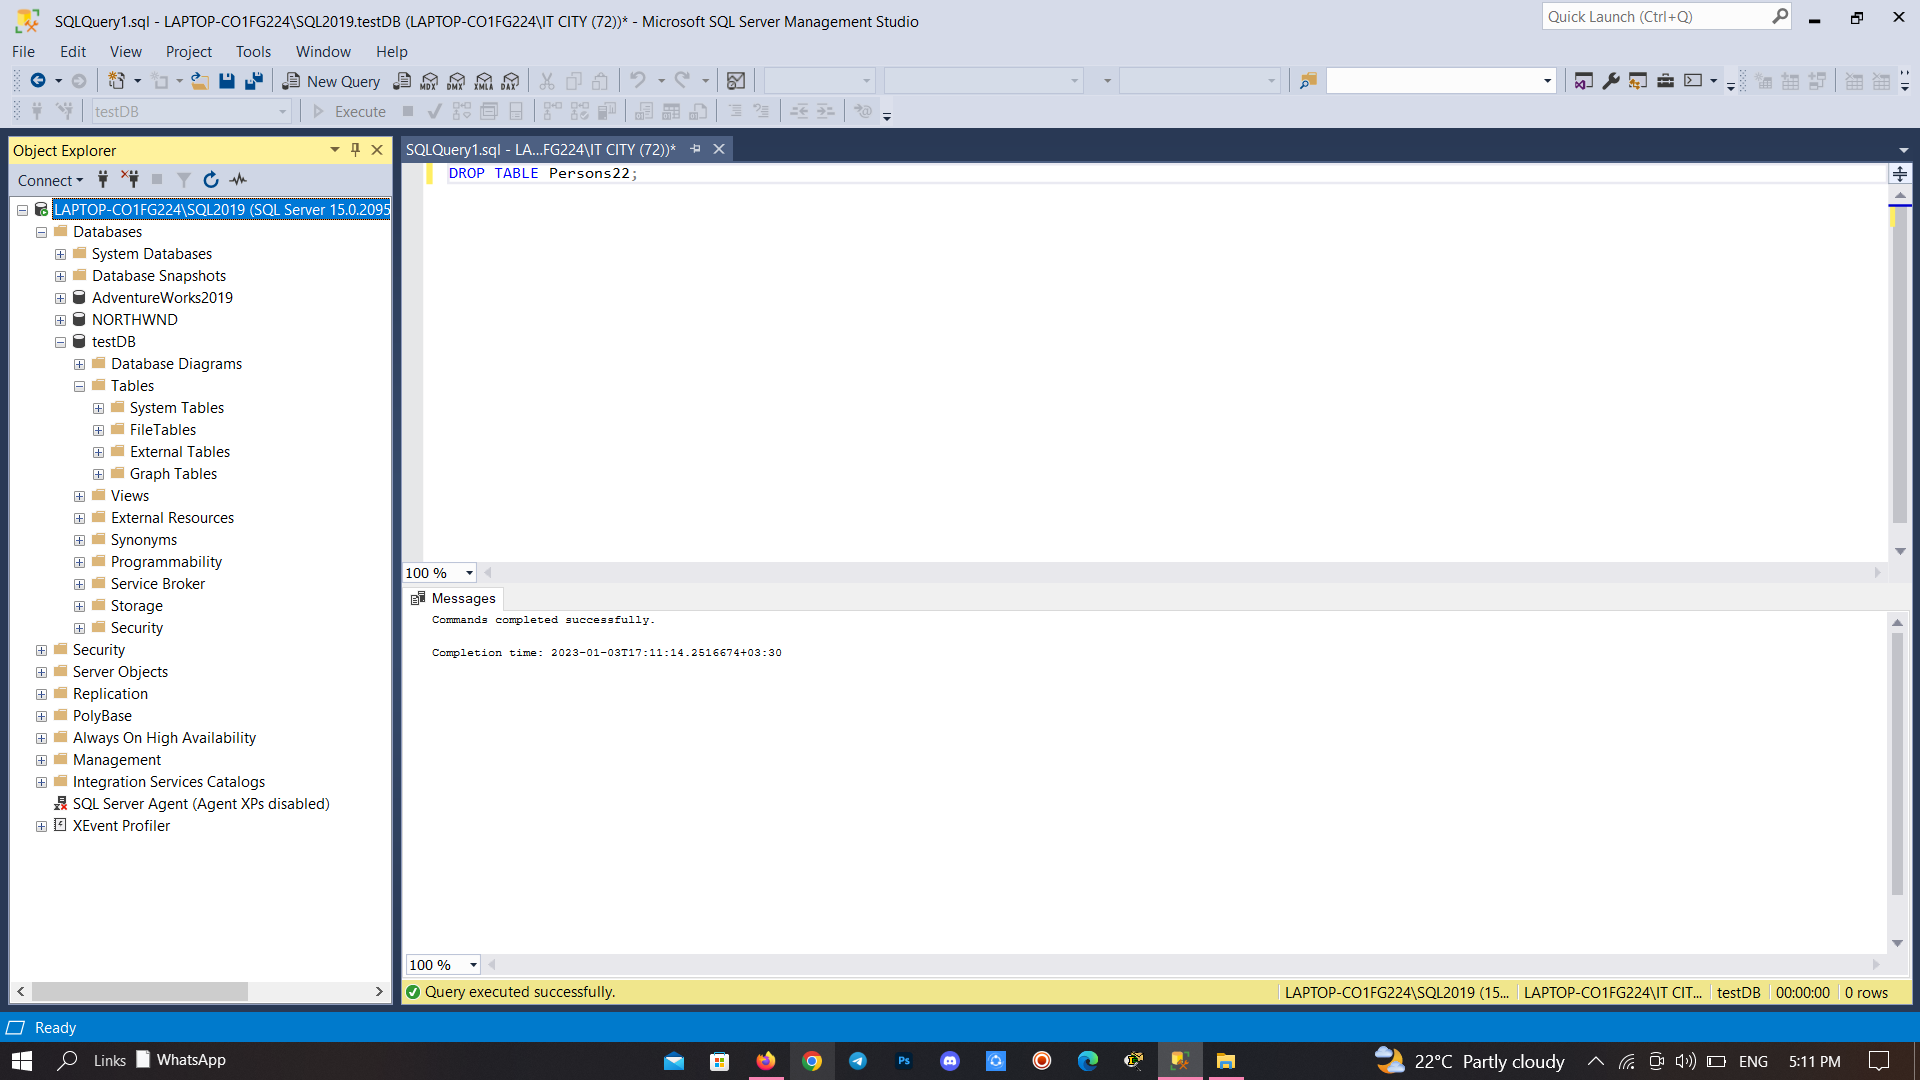 SQLQuery1.sql - LAPTOP-CO1FG224\SQL2019.testDB (LAPTOP-CO1FG224\IT CITY (72))* - Microsoft SQL Server Management Studio
Quick Launch (Ctrl+Q)
File Edit View Project Tools Window Help
New Query MDX DMX XMLA DAX
testDB Execute
Object Explorer
SQLQuery1.sql - LA...FG224\IT CITY (72))*
Connect
DROP TABLE Persons22;
LAPTOP-CO1FG224\SQL2019 (SQL Server 15.0.2095
Databases
System Databases
Database Snapshots
AdventureWorks2019
NORTHWND
testDB
Database Diagrams
Tables
System Tables
FileTables
External Tables
Graph Tables
Views
External Resources
Synonyms
Programmability
Service Broker
Storage
Security
Security
Server Objects
Replication
PolyBase
Always On High Availability
Management
Integration Services Catalogs
SQL Server Agent (Agent XPs disabled)
XEvent Profiler
100 %
Messages
Commands completed successfully.
Completion time: 2023-01-03T17:11:14.2516674+03:30
100 %
Query executed successfully. LAPTOP-CO1FG224\SQL2019 (15... LAPTOP-CO1FG224\IT CIT... testDB 00:00:00 0 rows
Ready
Links WhatsApp Ps 22°C Partly cloudy ENG 5:11 PM